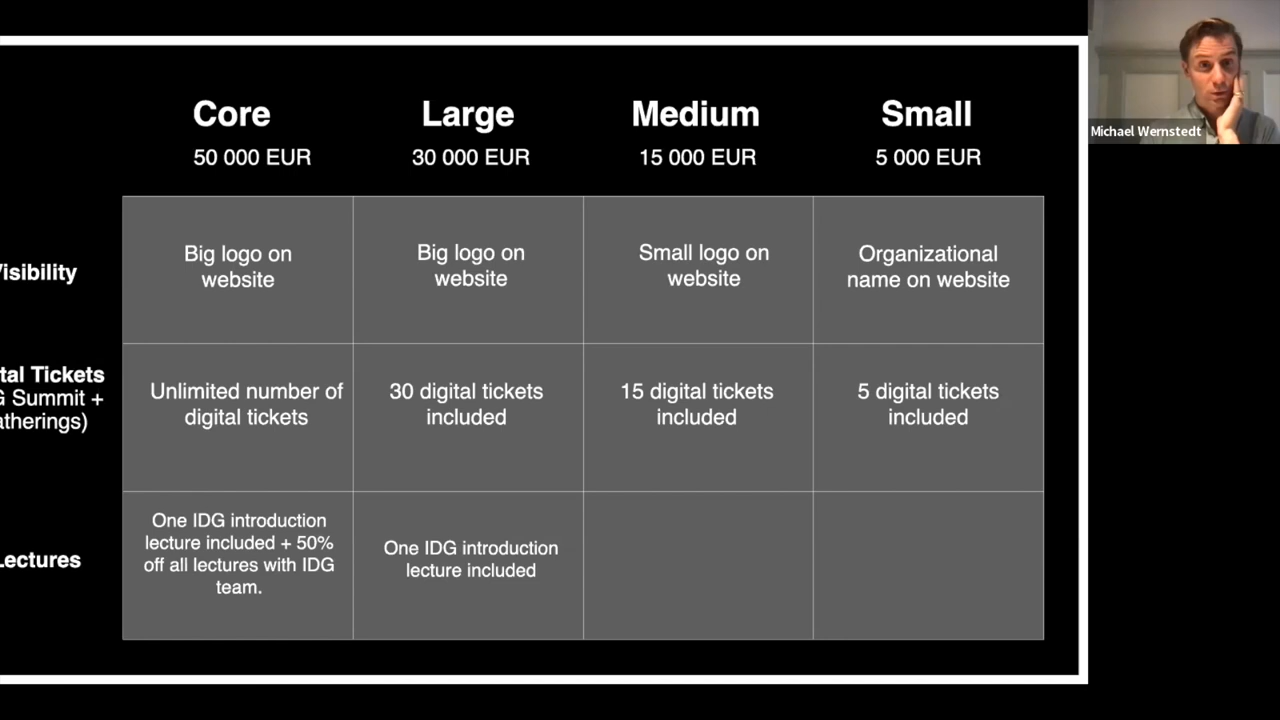 Core
Large
Medium
Small
50 000 EUR
30 000 EUR
15 000 EUR
5 000 EUR
Michael Wernstedt
isibility
Big logo on
website
Big logo on
website
Small logo on
website
Organizational
name on website
tal Tickets
G Summit +
atherings)
Unlimited number of
digital tickets
30 digital tickets
included
15 digital tickets
included
5 digital tickets
included
Lectures
One IDG introduction
lecture included + 50%
off all lectures with IDG
team.
One IDG introduction
lecture included